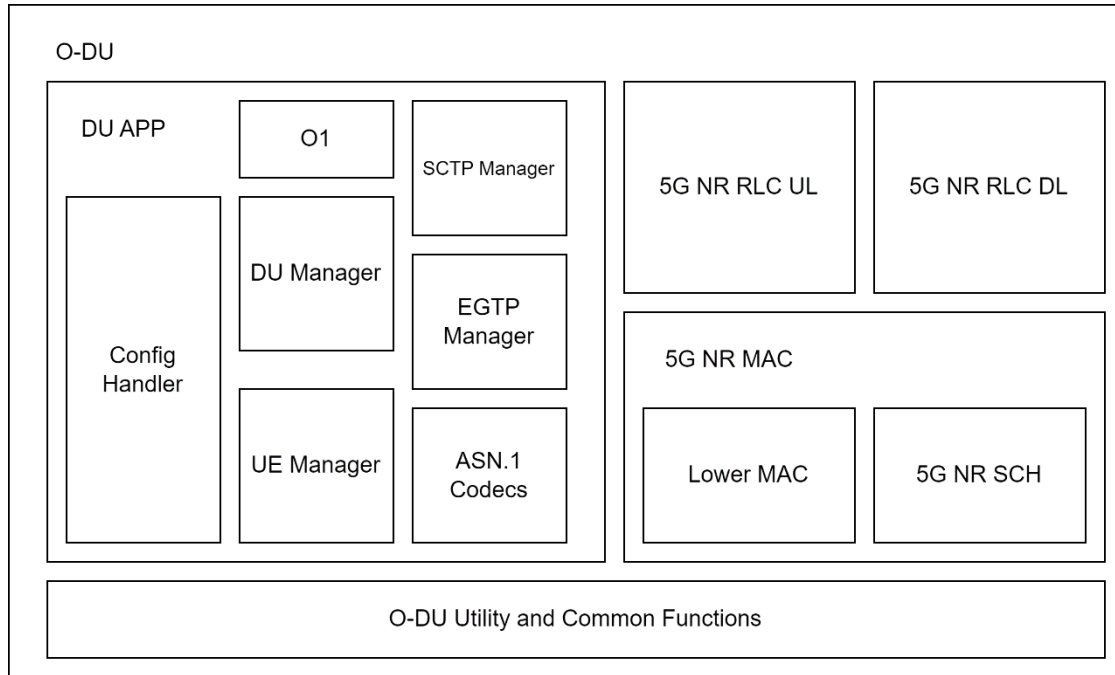 O-DU
DU APP
O1
SCTP Manager
5G NR RLC UL
5G NR RLC DL
DU Manager
EGTP
Manager
Config
Handler
5G NR MAC
UE Manager
ASN.1
Codecs
Lower MAC
5G NR SCH
O-DU Utility and Common Functions